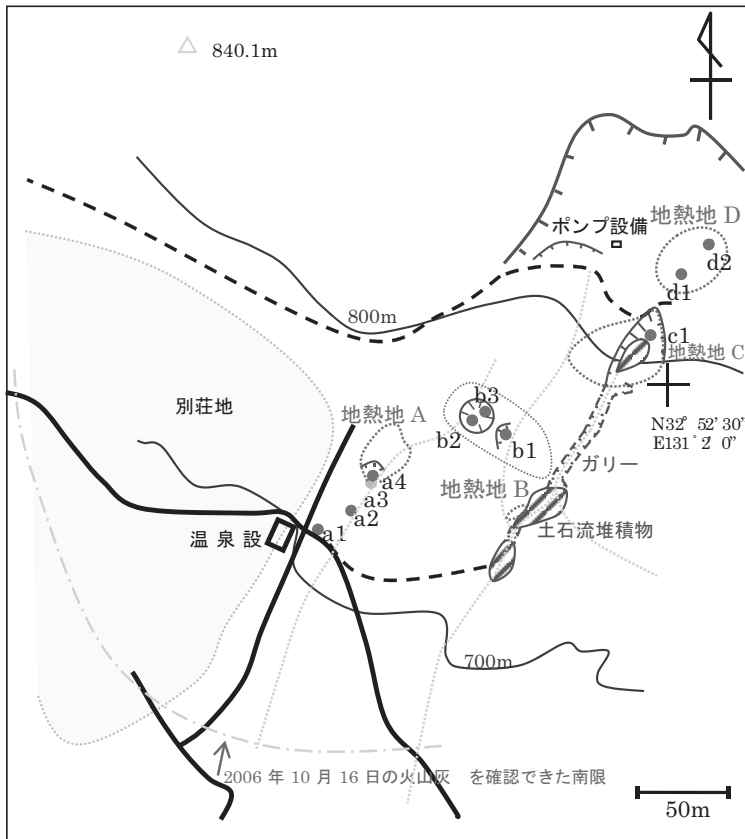 840.1m
地熱地 D
ポンプ設備
d2
d1
800m
c1
地熱地 C
N32° 52' 30"
E131° 2' 0"
別荘地
地熱地 A
b3
b2
b1
a4
a3
a2
a1
地熱地 B
ガリー
土石流堆積物
温 泉 設
700m
2006 年 10 月 16 日の火山灰 を確認できた南限
50m